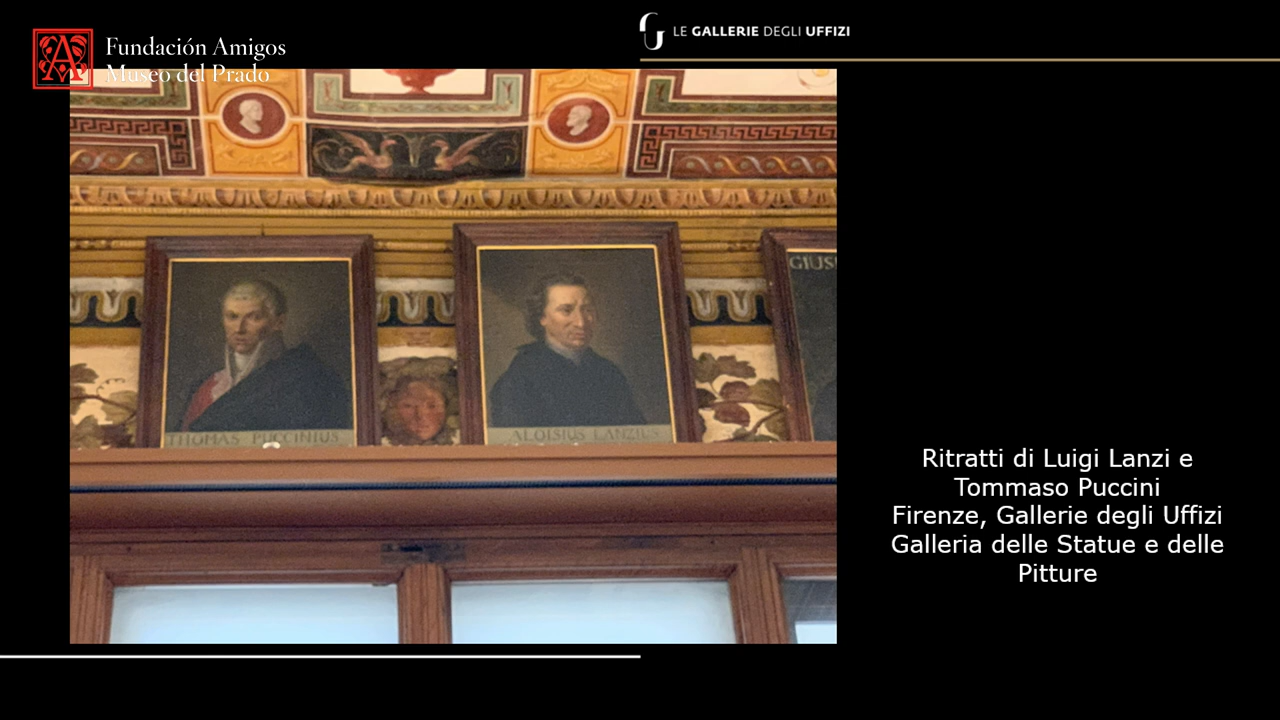 Fundación Amigos
Museo del Prado
LE GALLERIE DEGLI UFFIZI
GIUS
THOMAS PUCCINIUS
ALOISIUS LANZIUS
Ritratti di Luigi Lanzi e
Tommaso Puccini
Firenze, Gallerie degli Uffizi
Galleria delle Statue e delle
Pitture